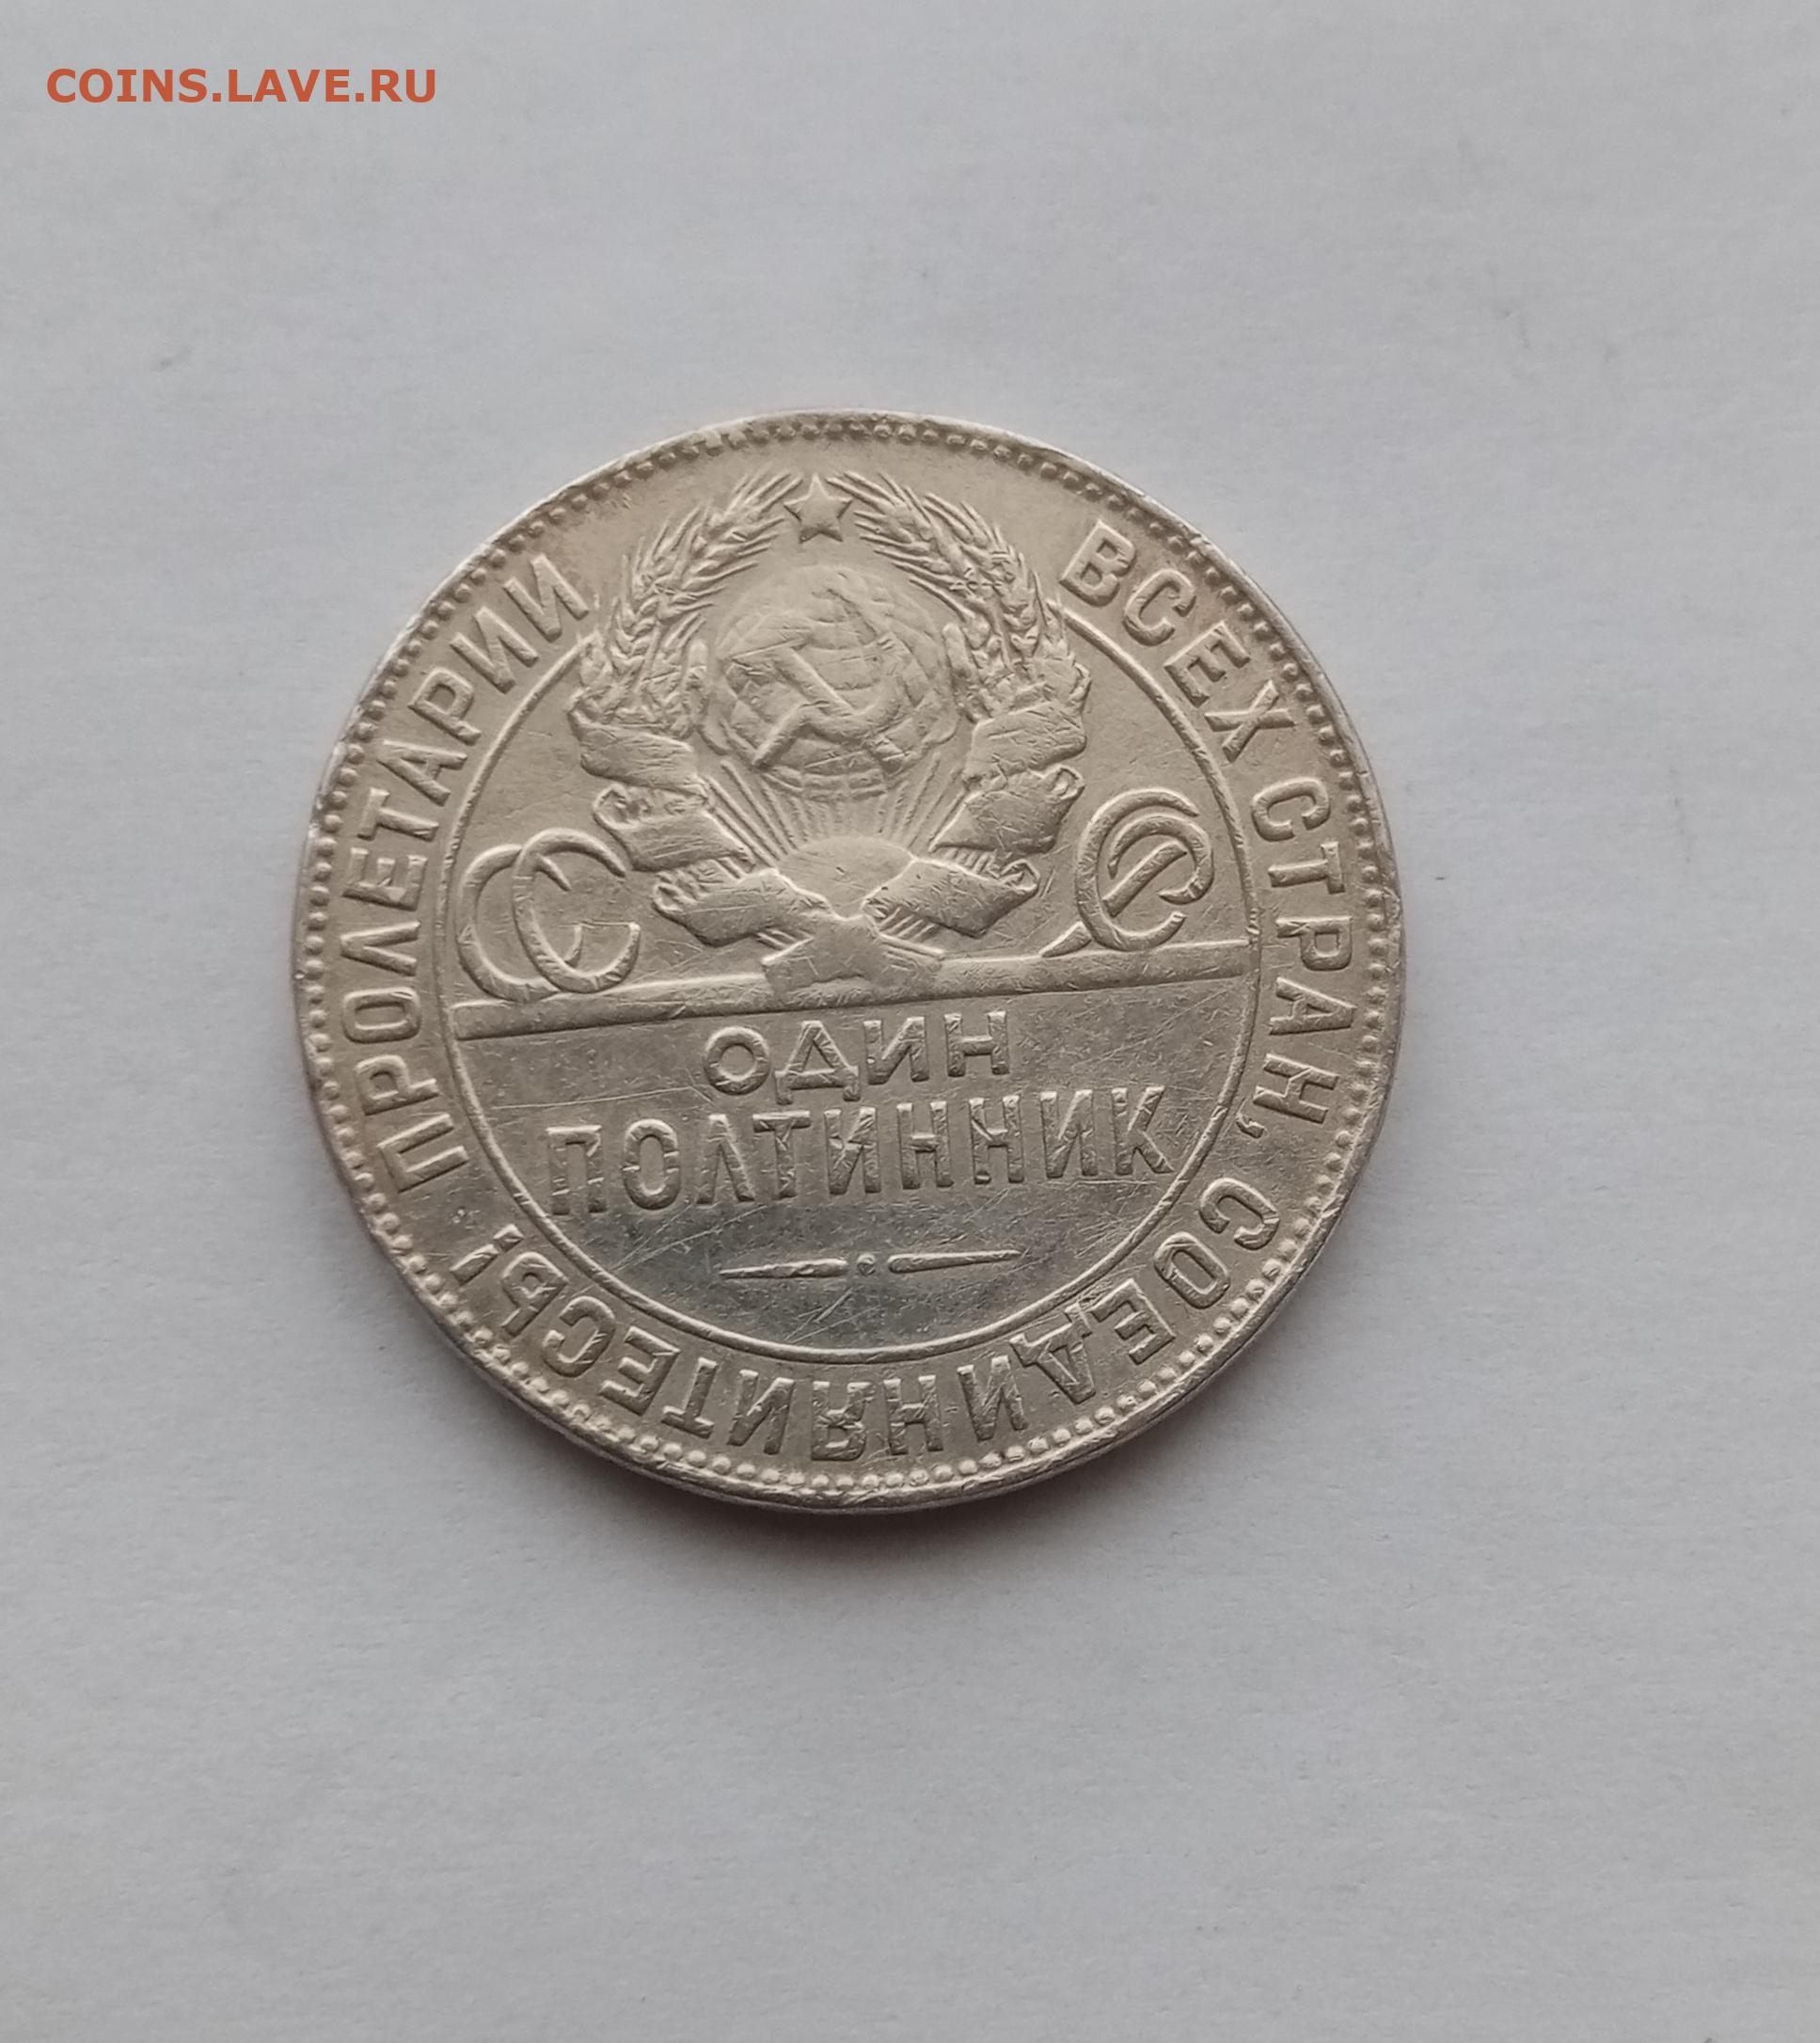 COINS.LAVE.RU
ПРОЛЕТАРИИ ВСЕХ СТРАН, СОЕДИНЯЙТЕСЬ!
СССР
ОДИН
ПОЛТИННИК